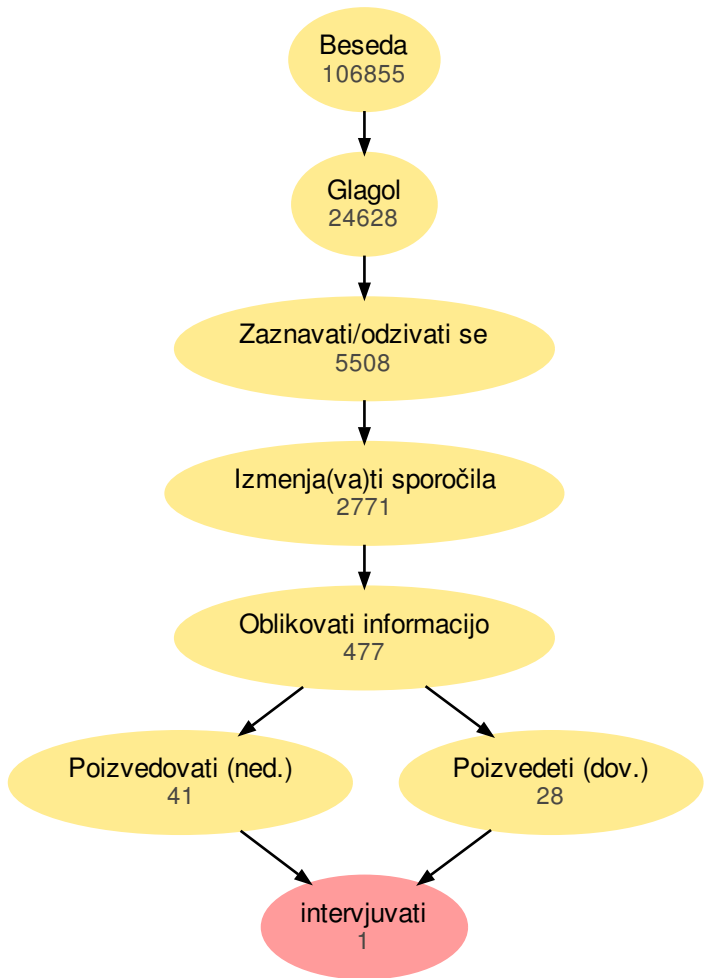 Beseda
106855
Glagol
24628
Zaznavati/odzivati se
5508
Izmenja(va)ti sporočila
2771
Oblikovati informacijo
477
Poizvedovati (ned.)
41
Poizvedeti (dov.)
28
intervjuvati
1